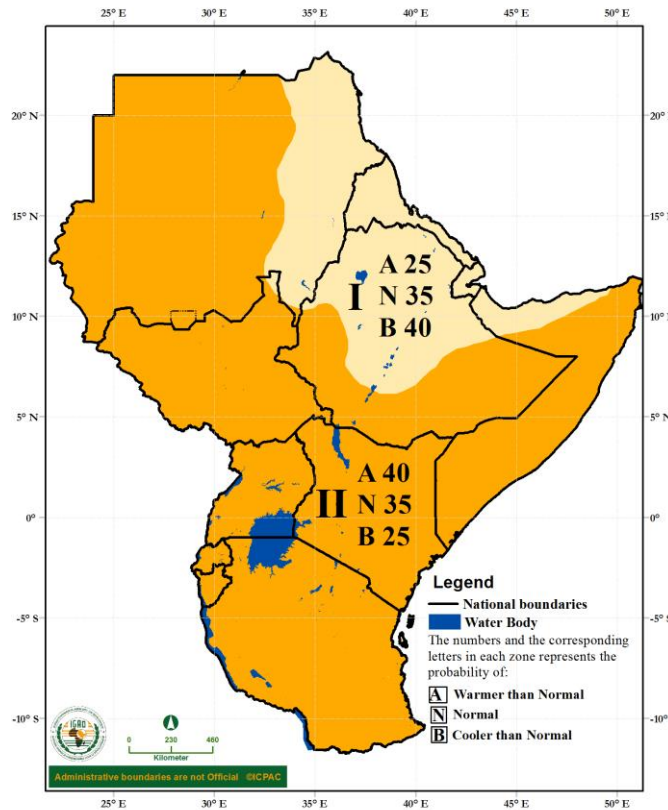 25° E 30° E 35° E 40° E 45° E 50° E
20° N
20° N
15° N
15° N
A 25
I N 35
B 40
10° N
10° N
5° N
5° N
A 40
II N 35
B 25
0°
0°
Legend
National boundaries
Water Body
The numbers and the corresponding
letters in each zone represents the
probability of:
A Warmer than Normal
N Normal
B Cooler than Normal
5° S
5° S
10° S
10° S
IGAD
0 230 460
Kilometer
Administrative boundaries are not Official ©ICPAC
25° E 30° E 35° E 40° E 45° E 50° E